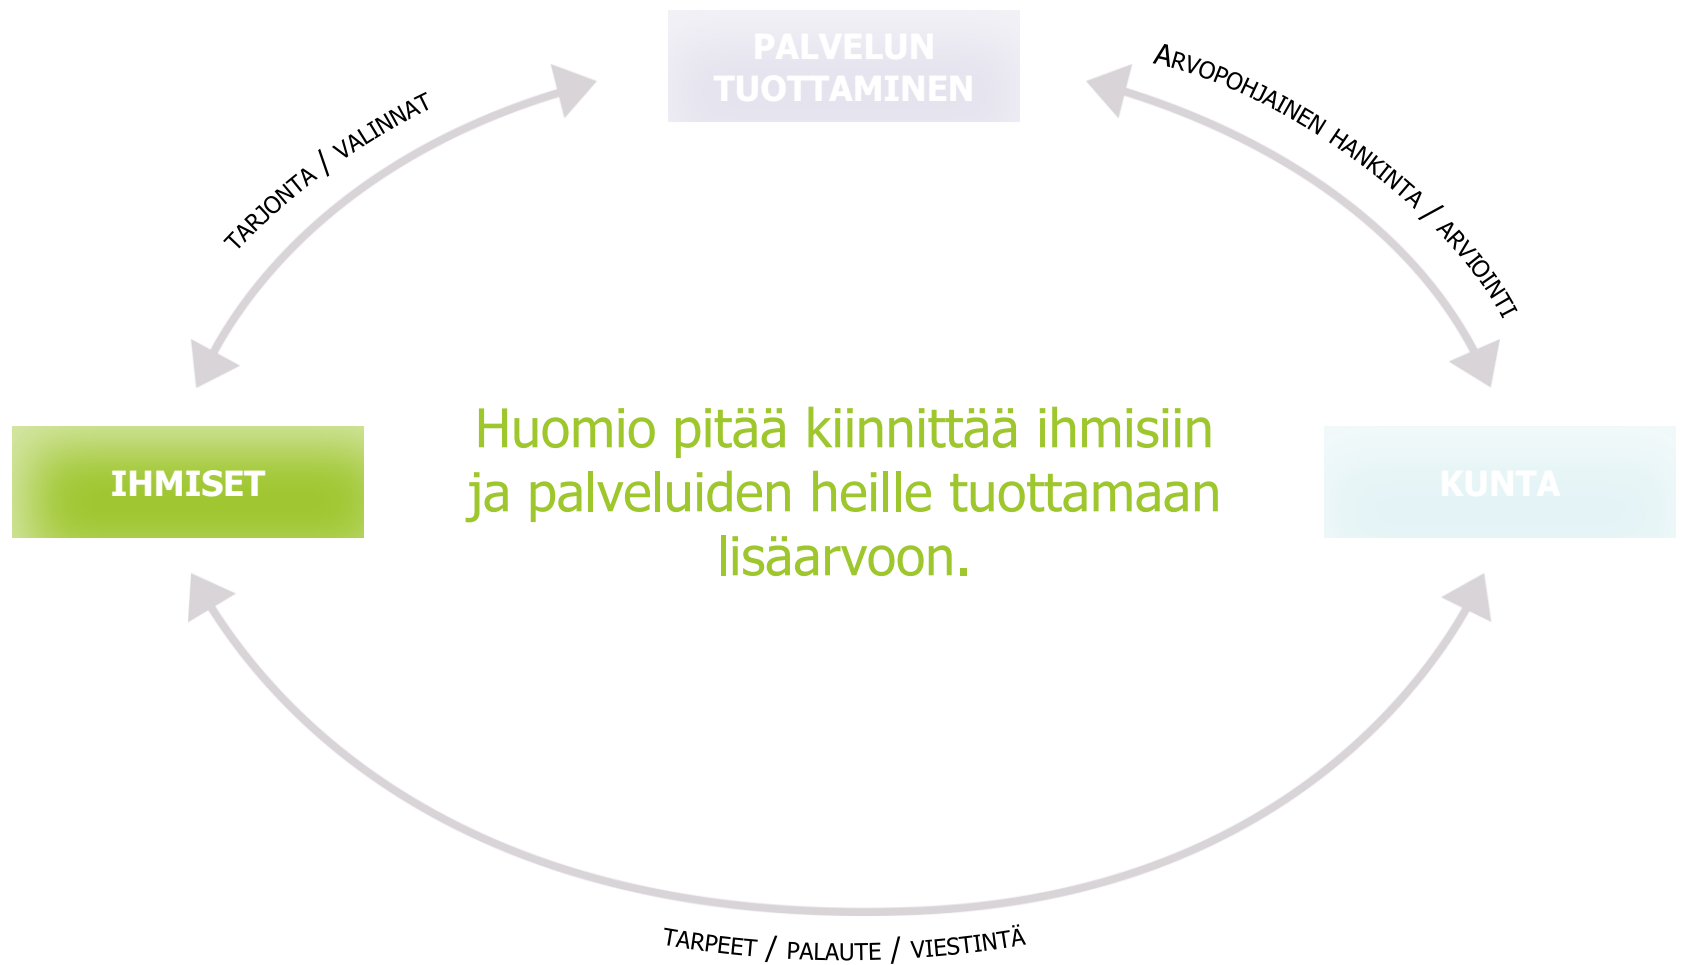 PALVELUN
TUOTTAMINEN
TARJONTA / VALINNAT
ARVOPOHJAINEN HANKINTA / ARVIOINTI
IHMISET
Huomio pitää kiinnittää ihmisiin
ja palveluiden heille tuottamaan
lisäarvoon.
KUNTA
TARPEET / PALAUTE / VIESTINTÄ